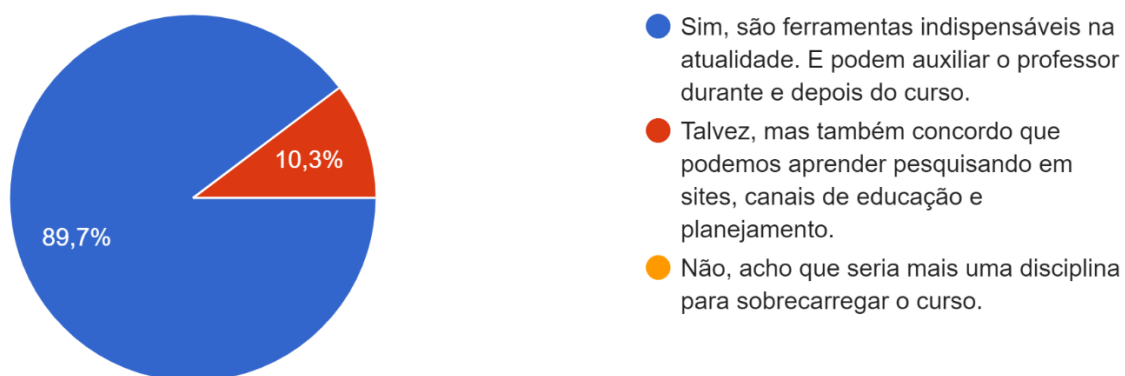 89,7%
10,3%
Sim, são ferramentas indispensáveis na
atualidade. E podem auxiliar o professor
durante e depois do curso.
Talvez, mas também concordo que
podemos aprender pesquisando em
sites, canais de educação e
planejamento.
Não, acho que seria mais uma disciplina
para sobrecarregar o curso.